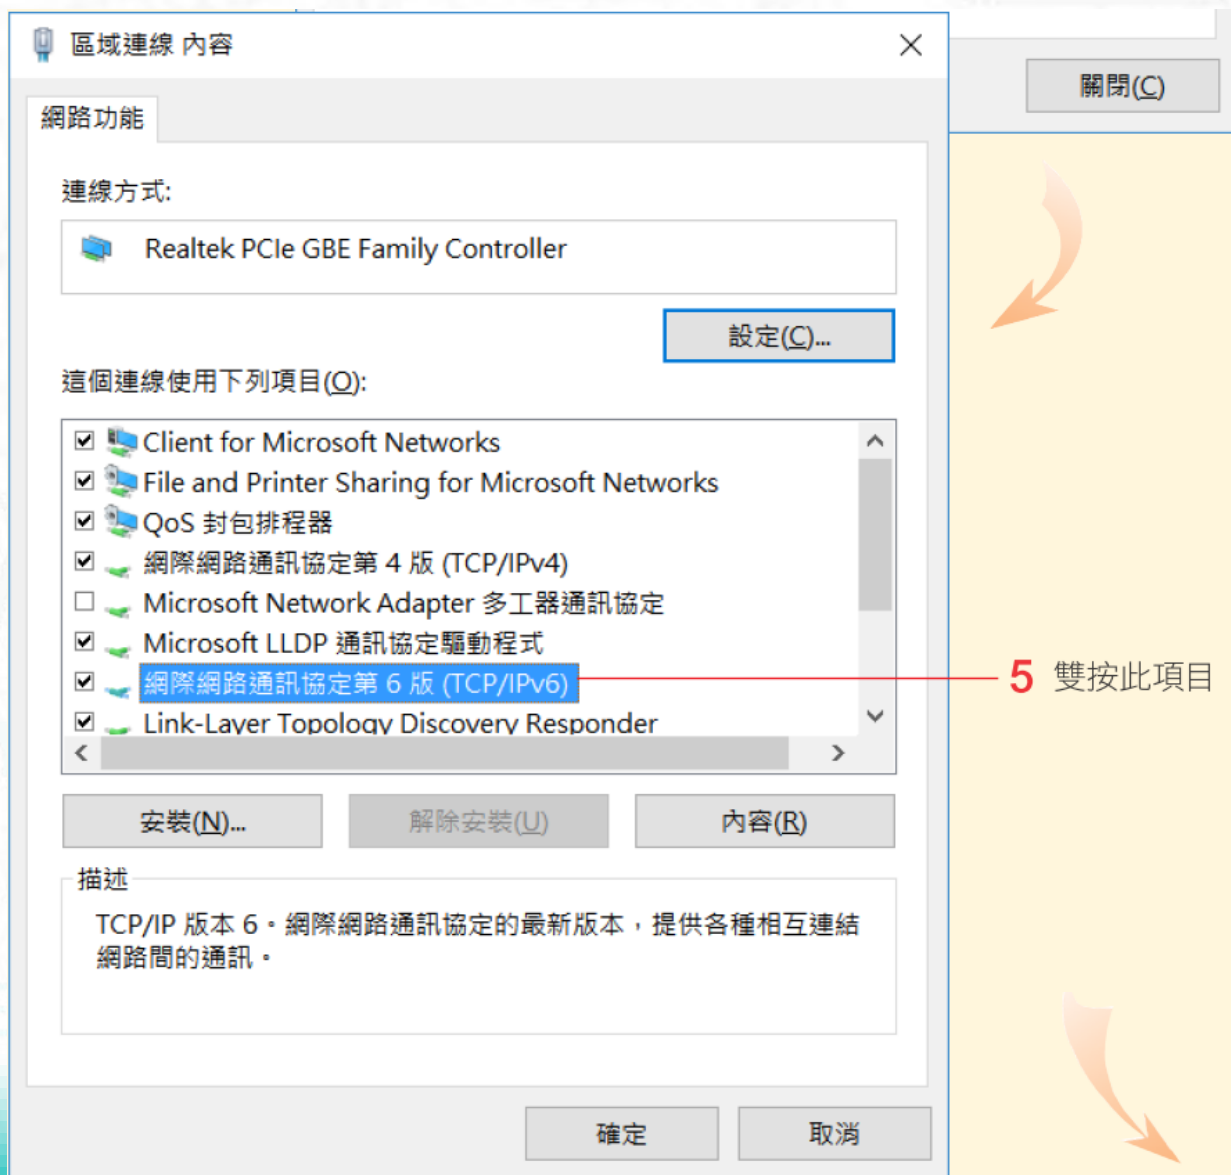 區域連線 內容
關閉(C)
網路功能
連線方式:
Realtek PCIe GBE Family Controller
設定(C)...
這個連線使用下列項目(O):
Client for Microsoft Networks
File and Printer Sharing for Microsoft Networks
QoS 封包排程器
網際網路通訊協定第 4 版 (TCP/IPv4)
Microsoft Network Adapter 多工器通訊協定
Microsoft LLDP 通訊協定驅動程式
網際網路通訊協定第 6 版 (TCP/IPv6)
5 雙按此項目
Link-Layer Topology Discovery Responder
安裝(N)...
解除安裝(U)
內容(R)
描述
TCP/IP 版本 6。網際網路通訊協定的最新版本，提供各種相互連結
網路間的通訊。
確定
取消